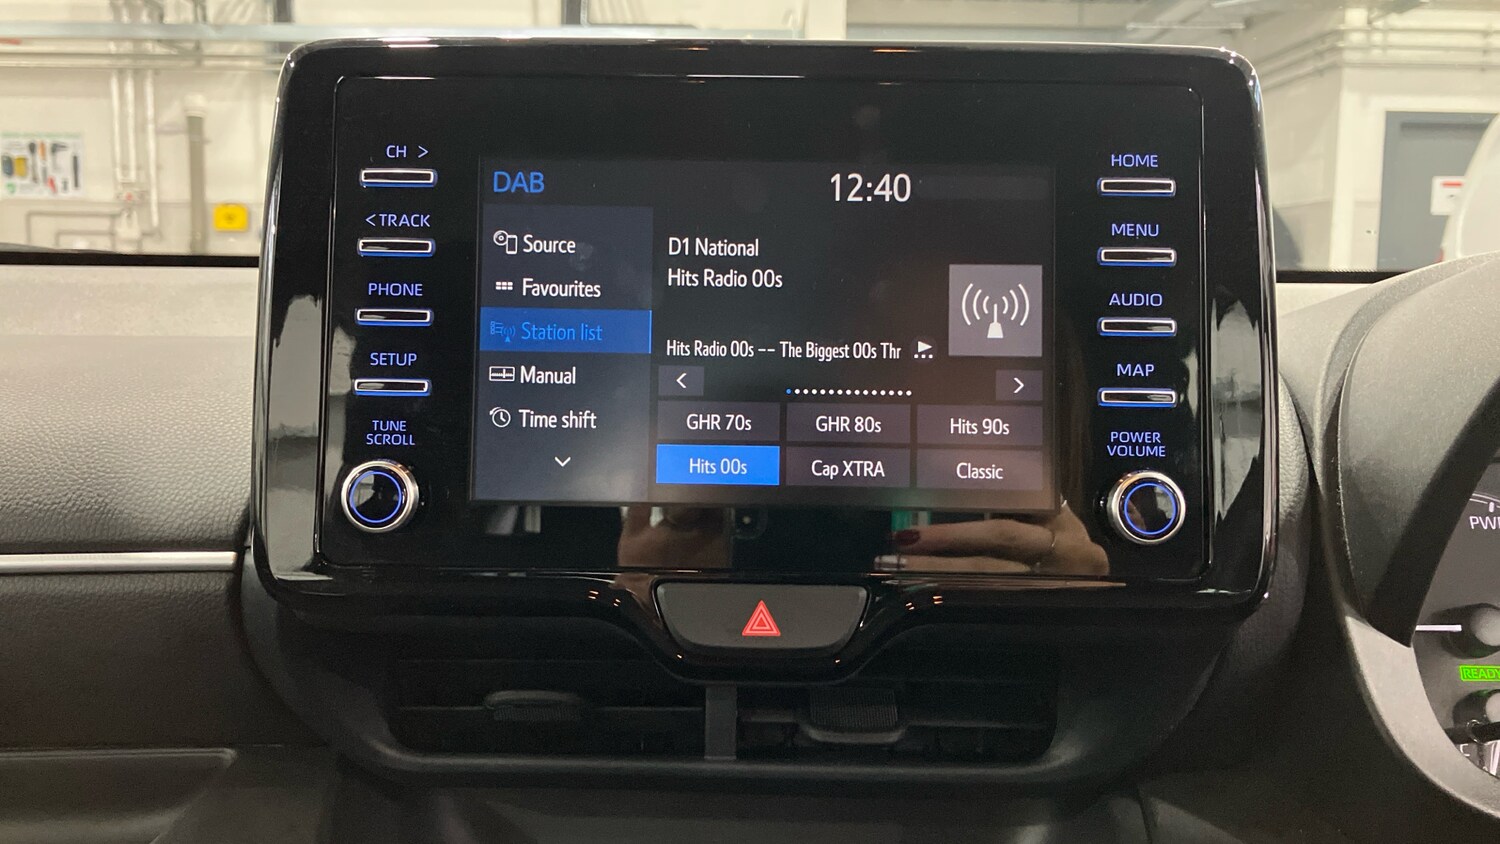 CH >
< TRACK
PHONE
SETUP
TUNE
SCROLL
DAB
12:40
Source
Favourites
Station list
Manual
Time shift
D1 National
Hits Radio 00s
Hits Radio 00s -- The Biggest 00s Thr
GHR 70s
GHR 80s
Hits 90s
Hits 00s
Cap XTRA
Classic
HOME
MENU
AUDIO
MAP
POWER
VOLUME
READY